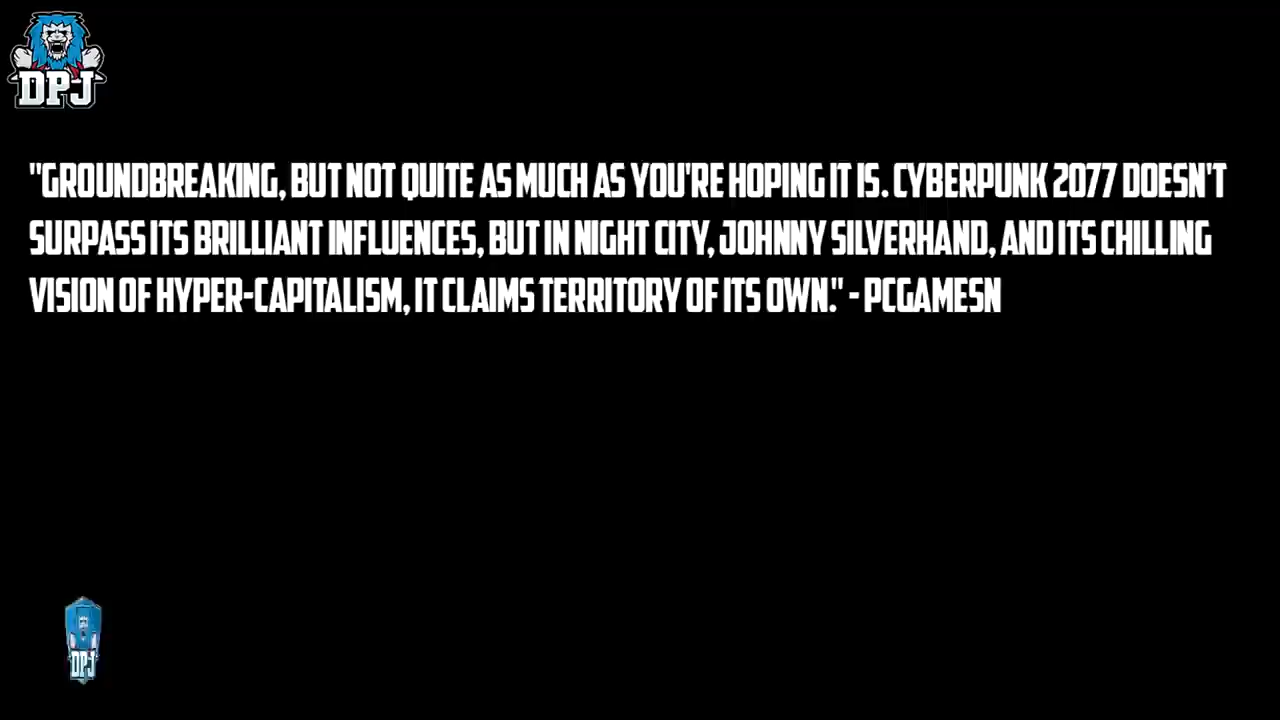 DPJ
"GROUNDBREAKING, BUT NOT QUITE AS MUCH AS YOU'RE HOPING IT IS. CYBERPUNK 2077 DOESN'T
SURPASS ITS BRILLIANT INFLUENCES, BUT IN NIGHT CITY, JOHNNY SILVERHAND, AND ITS CHILLING
VISION OF HYPER-CAPITALISM, IT CLAIMS TERRITORY OF ITS OWN." - PCGAMESN
DPJ